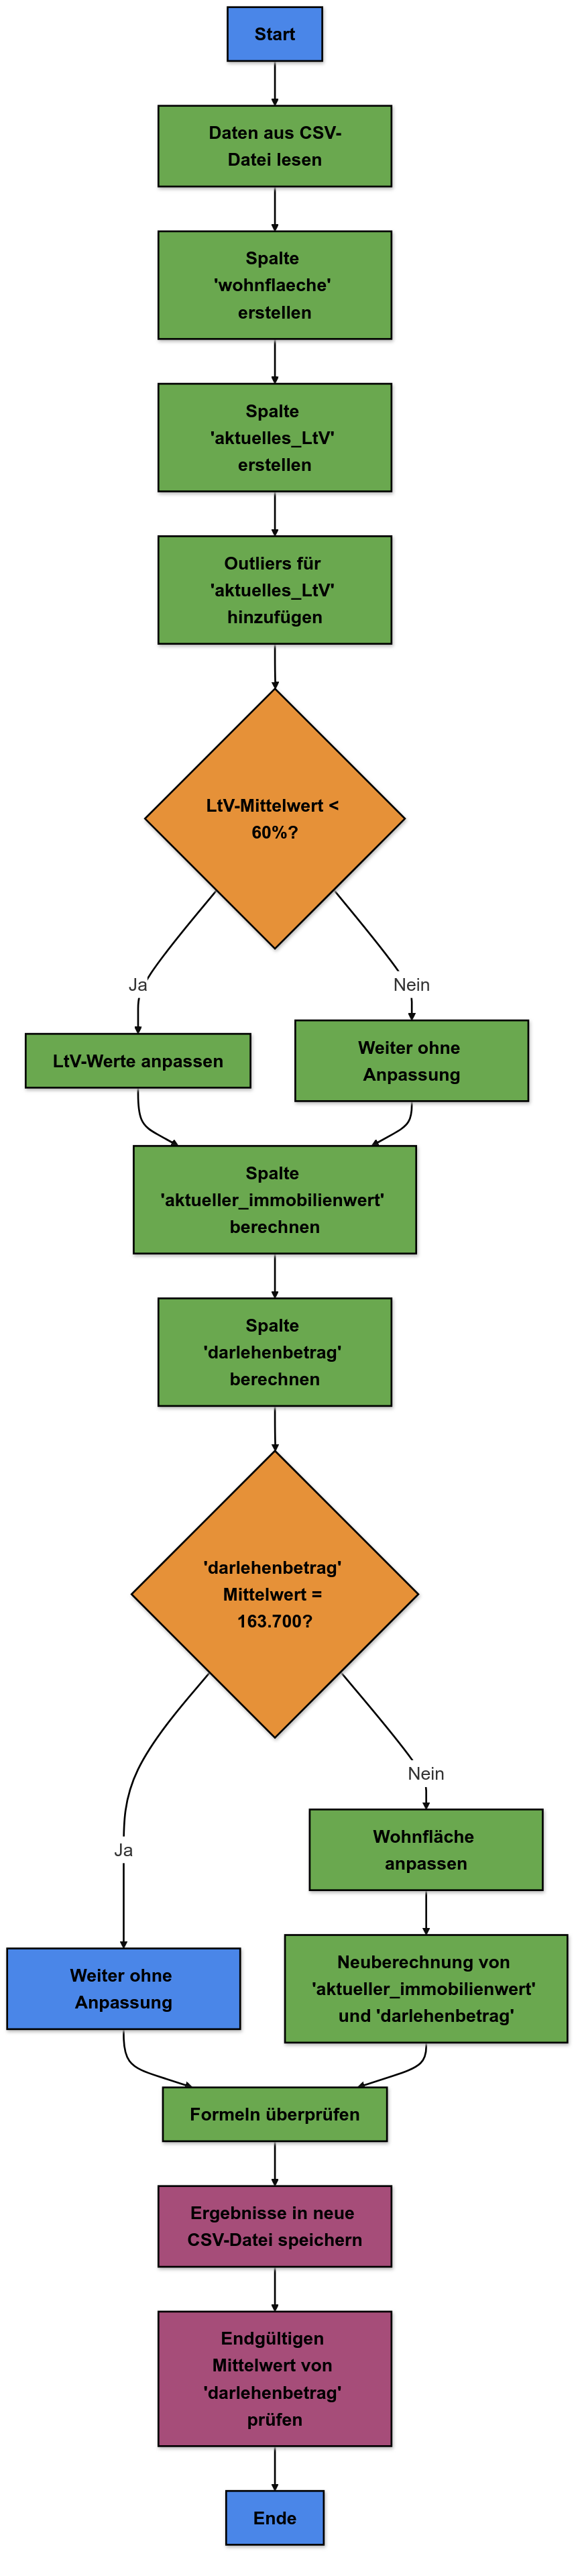 Start
Daten aus CSV-
Datei lesen
Spalte
'wohnflaeche'
erstellen
Spalte
'aktuelles_LtV'
erstellen
Outliers für
'aktuelles_LtV'
hinzufügen
LtV-Mittelwert <
60%?
Ja
Nein
LtV-Werte anpassen
Weiter ohne
Anpassung
Spalte
'aktueller_immobilienwert'
berechnen
Spalte
'darlehenbetrag'
berechnen
'darlehenbetrag'
Mittelwert =
163.700?
Nein
Wohnfläche
anpassen
Ja
Weiter ohne
Anpassung
Neuberechnung von
'aktueller_immobilienwert'
und 'darlehenbetrag'
Formeln überprüfen
Ergebnisse in neue
CSV-Datei speichern
Endgültigen
Mittelwert von
'darlehenbetrag'
prüfen
Ende